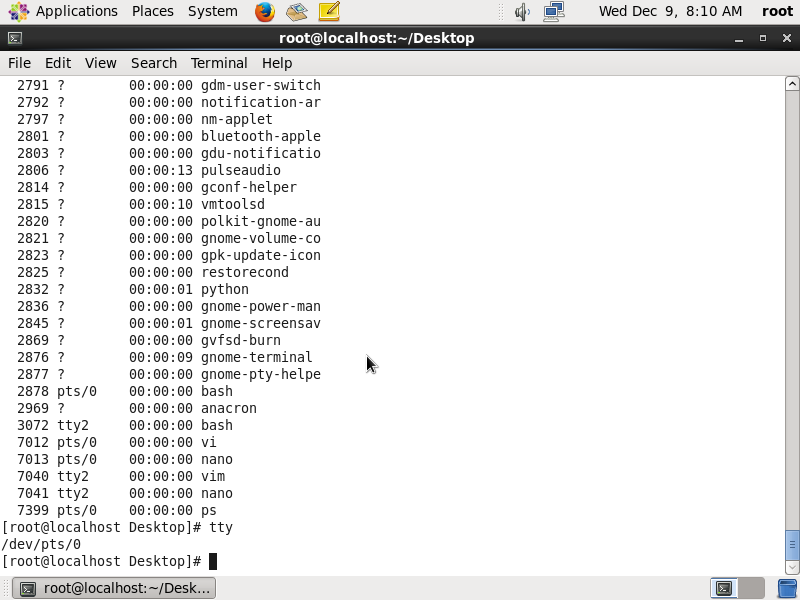 Applications Places System Wed Dec 9, 8:10 AM root
root@localhost:~/Desktop
File Edit View Search Terminal Help
2791 ? 00:00:00 gdm-user-switch
2792 ? 00:00:00 notification-ar
2797 ? 00:00:00 nm-applet
2801 ? 00:00:00 bluetooth-apple
2803 ? 00:00:00 gdu-notificatio
2806 ? 00:00:13 pulseaudio
2814 ? 00:00:00 gconf-helper
2815 ? 00:00:10 vmtoolsd
2820 ? 00:00:00 polkit-gnome-au
2821 ? 00:00:00 gnome-volume-co
2823 ? 00:00:00 gpk-update-icon
2825 ? 00:00:00 restorecond
2832 ? 00:00:01 python
2836 ? 00:00:00 gnome-power-man
2845 ? 00:00:01 gnome-screensav
2869 ? 00:00:00 gvfsd-burn
2876 ? 00:00:09 gnome-terminal
2877 ? 00:00:00 gnome-pty-helpe
2878 pts/0 00:00:00 bash
2969 ? 00:00:00 anacron
3072 tty2 00:00:00 bash
7012 pts/0 00:00:00 vi
7013 pts/0 00:00:00 nano
7040 tty2 00:00:00 vim
7041 tty2 00:00:00 nano
7399 pts/0 00:00:00 ps
[root@localhost Desktop]# tty
/dev/pts/0
[root@localhost Desktop]#
root@localhost:~/Desk...